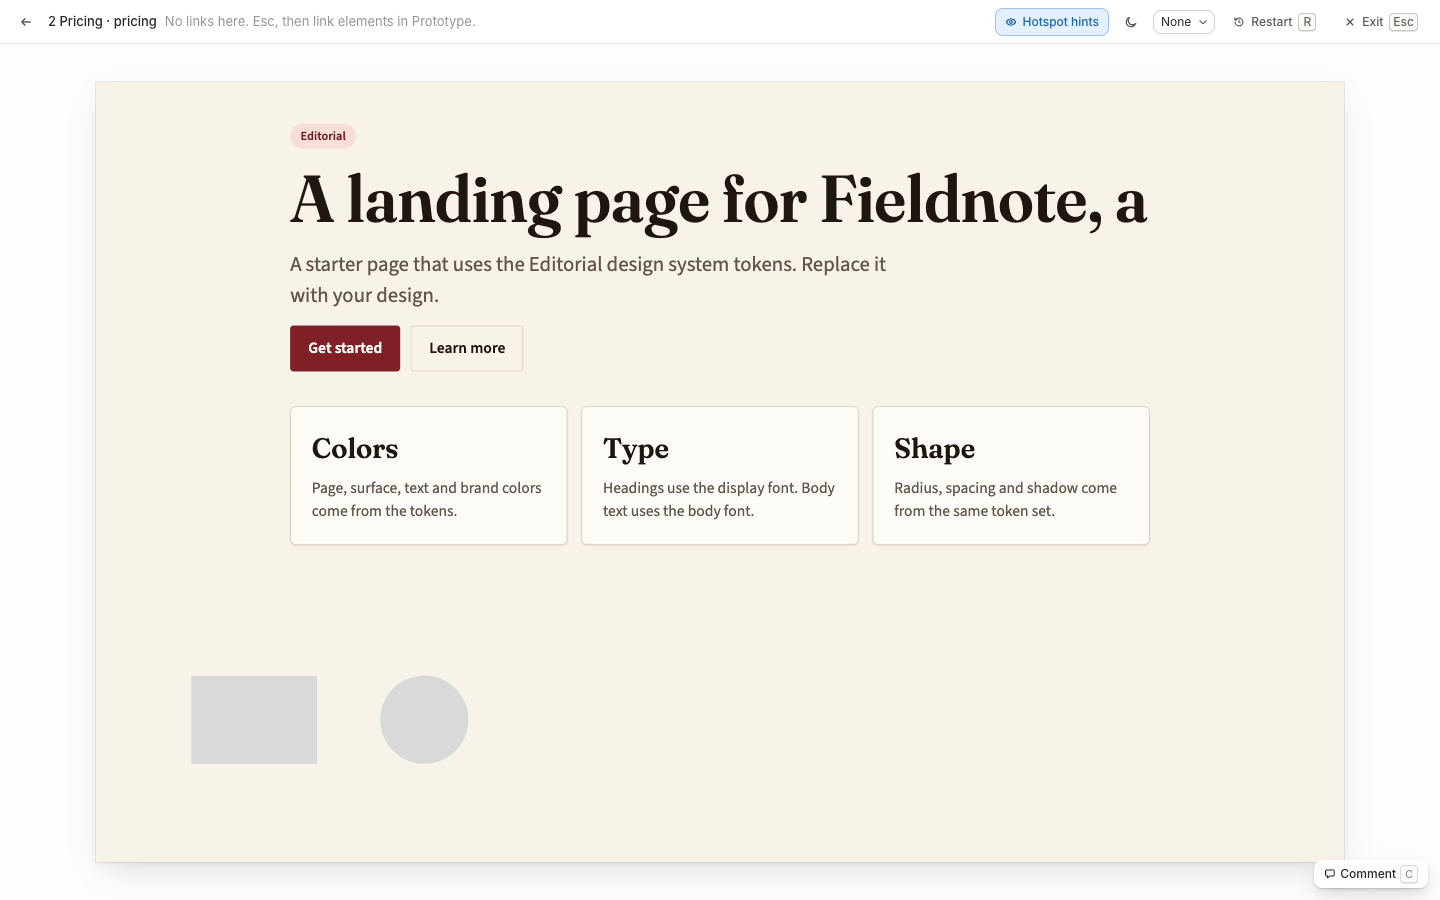 2 Pricing · pricing No links here. Esc, then link elements in Prototype. Hotspot hints None Restart R Exit Esc
Editorial
A landing page for Fieldnote, a
A starter page that uses the Editorial design system tokens. Replace it
with your design.
Get started Learn more
Colors
Page, surface, text and brand colors
come from the tokens.
Type
Headings use the display font. Body
text uses the body font.
Shape
Radius, spacing and shadow come
from the same token set.
Comment C